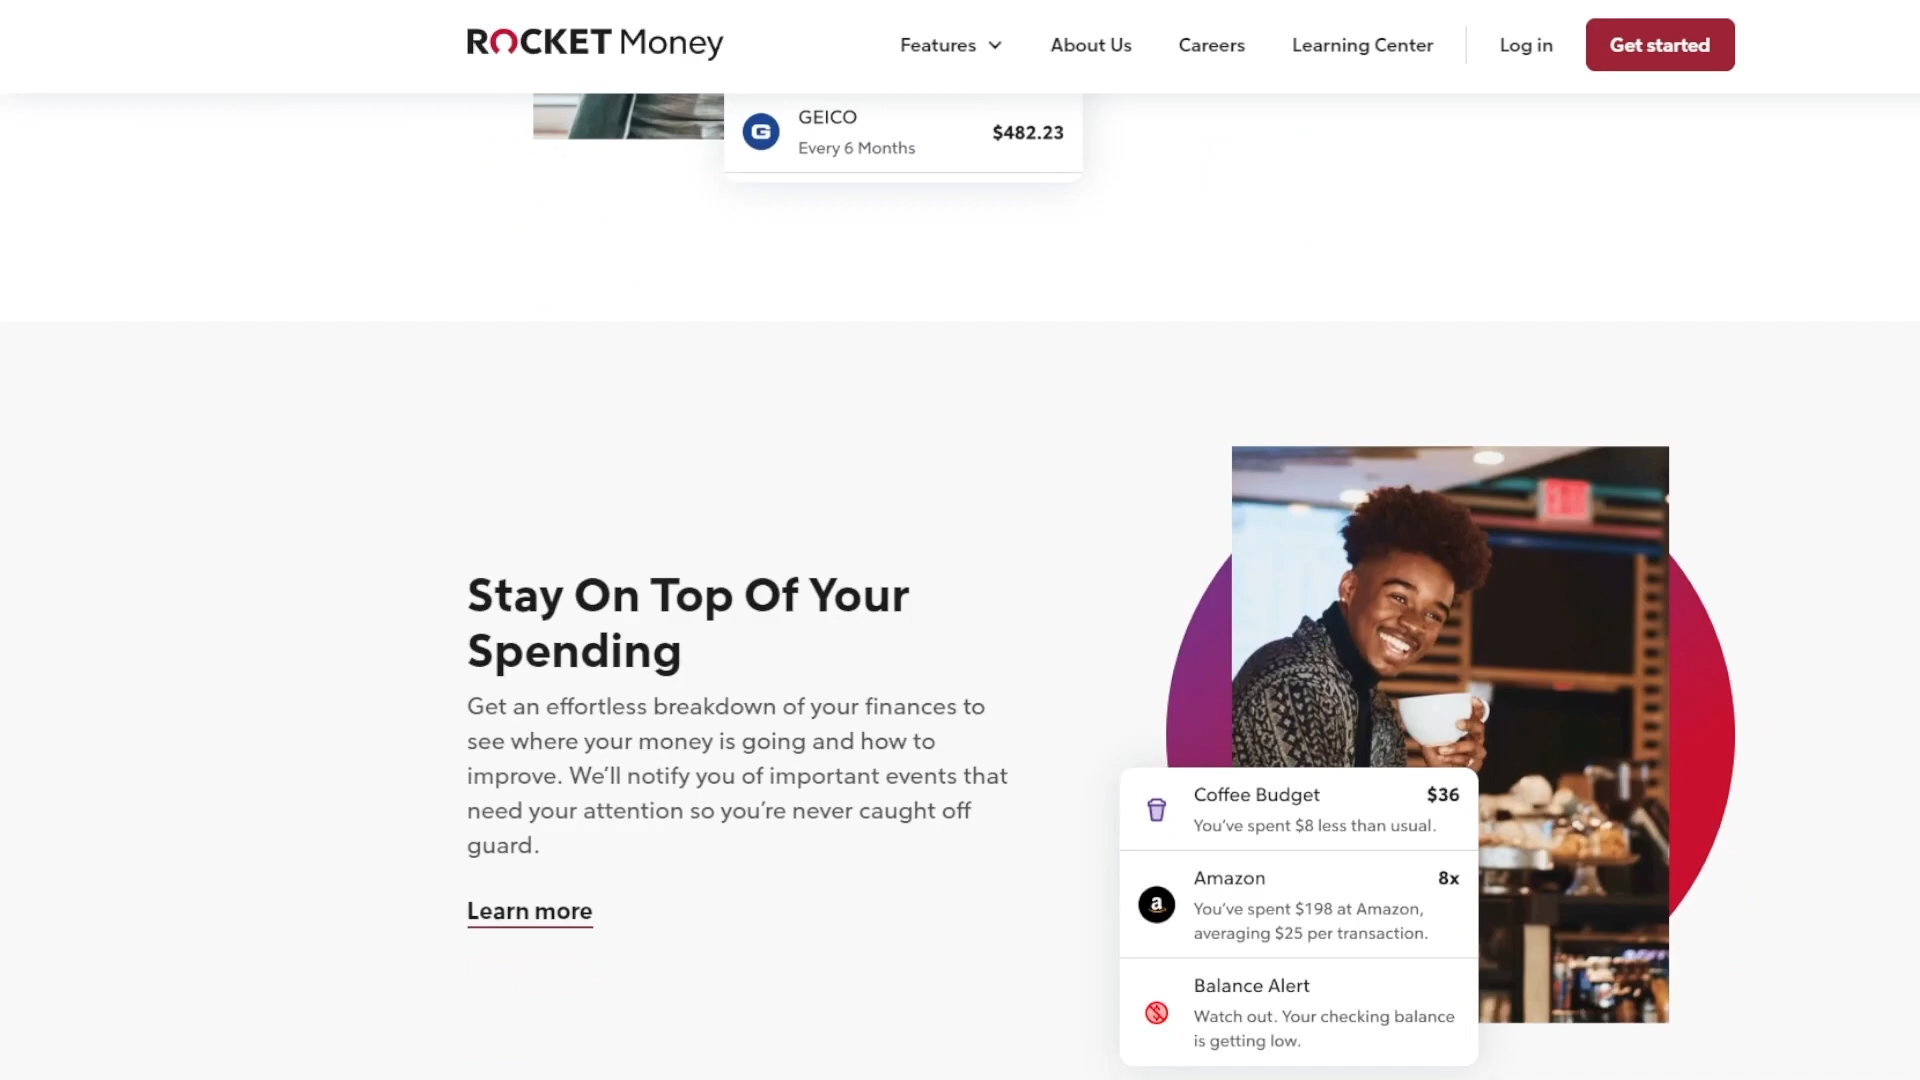 ROCKET Money
Features
About Us
Careers
Learning Center
Log in
Get started
GEICO
Every 6 Months
$482.23
Stay On Top Of Your
Spending
Get an effortless breakdown of your finances to
see where your money is going and how to
improve. We’ll notify you of important events that
need your attention so you’re never caught off
guard.
Learn more
Coffee Budget
$36
You’ve spent $8 less than usual.
Amazon
8x
You’ve spent $198 at Amazon,
averaging $25 per transaction.
Balance Alert
Watch out. Your checking balance
is getting low.